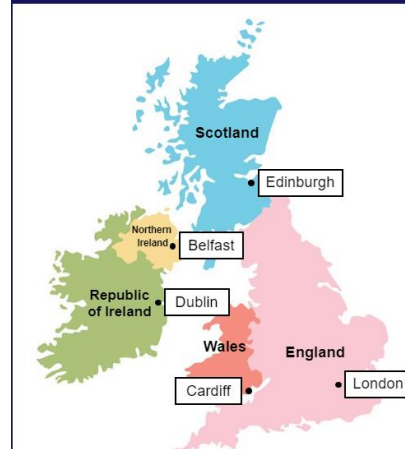 Scotland
Edinburgh
Northern
Ireland
Belfast
Republic
of Ireland
Dublin
Wales
England
Cardiff
London